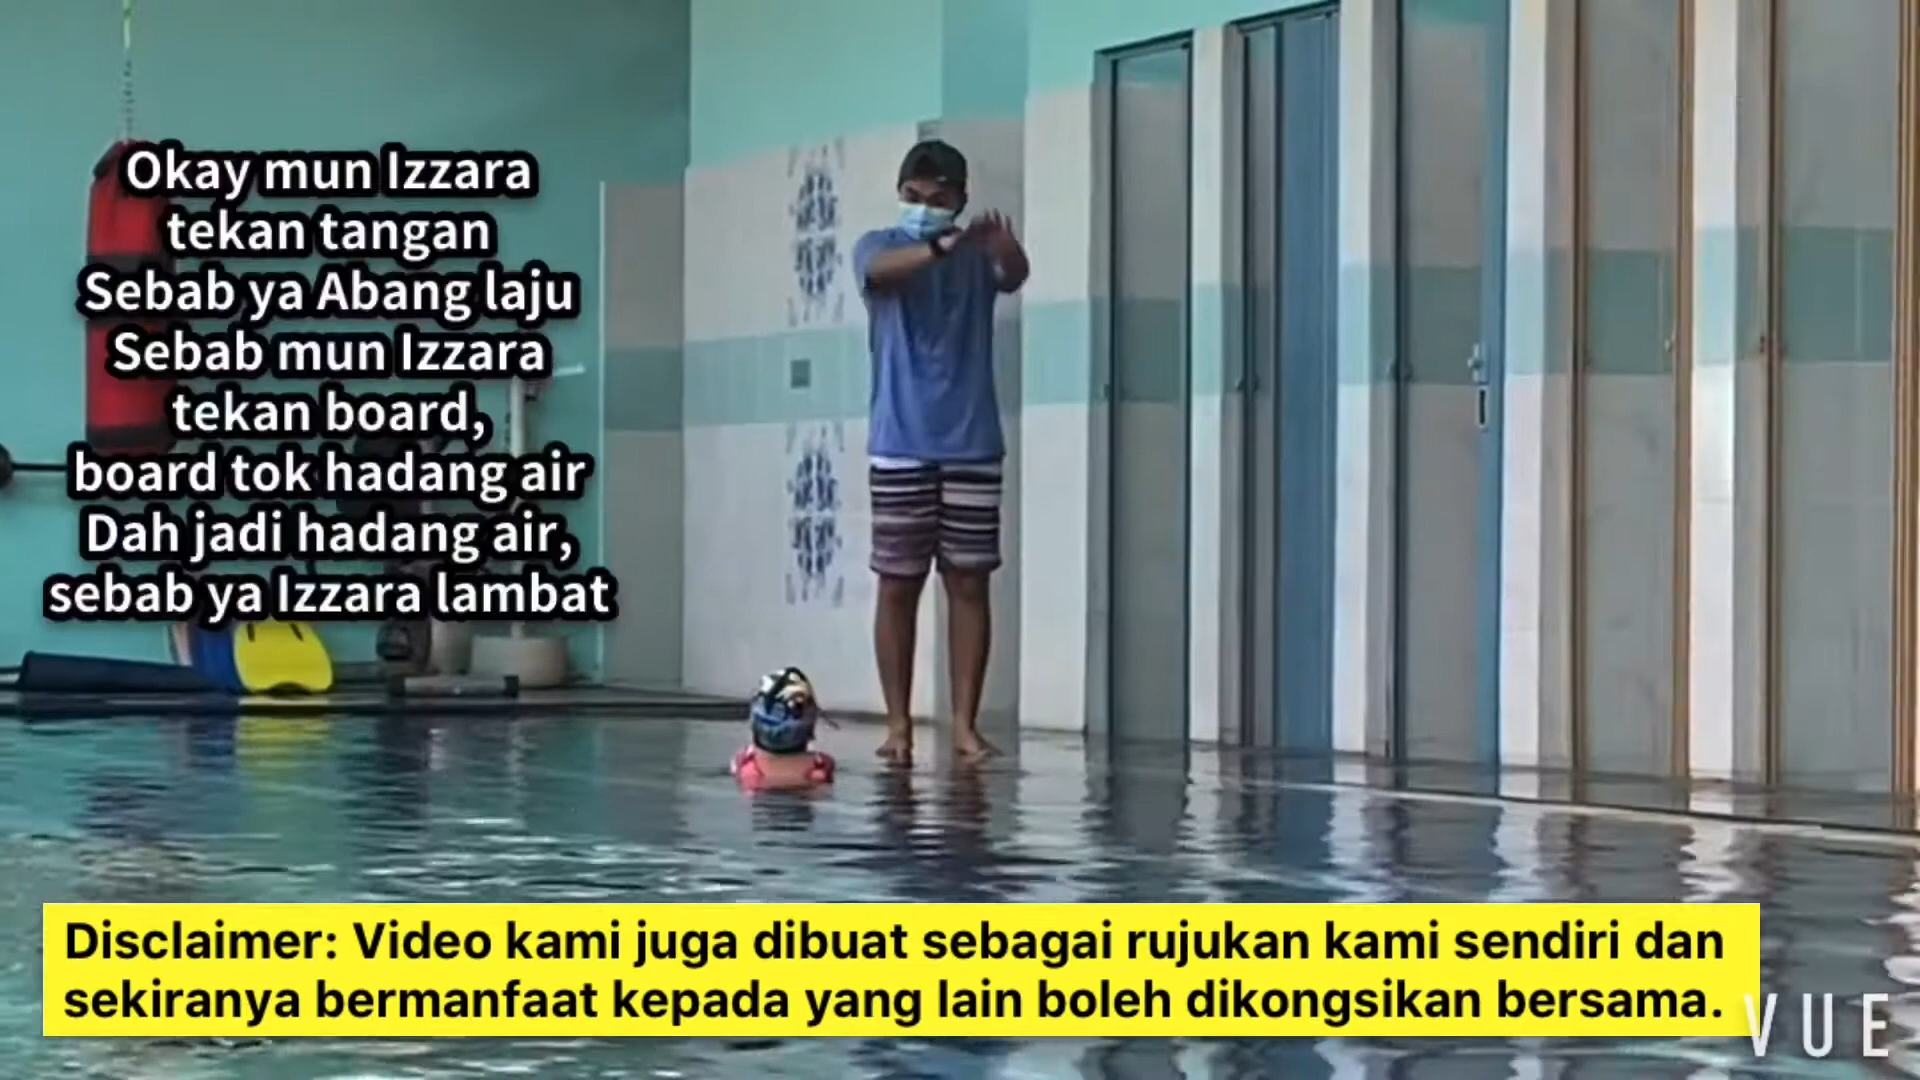 Okay mun Izzara
tekan tangan
Sebab ya Abang laju
Sebab mun Izzara
tekan board,
board tok hadang air
Dah jadi hadang air,
sebab ya Izzara lambat
Disclaimer: Video kami juga dibuat sebagai rujukan kami sendiri dan
sekiranya bermanfaat kepada yang lain boleh dikongsikan bersama.
VUE